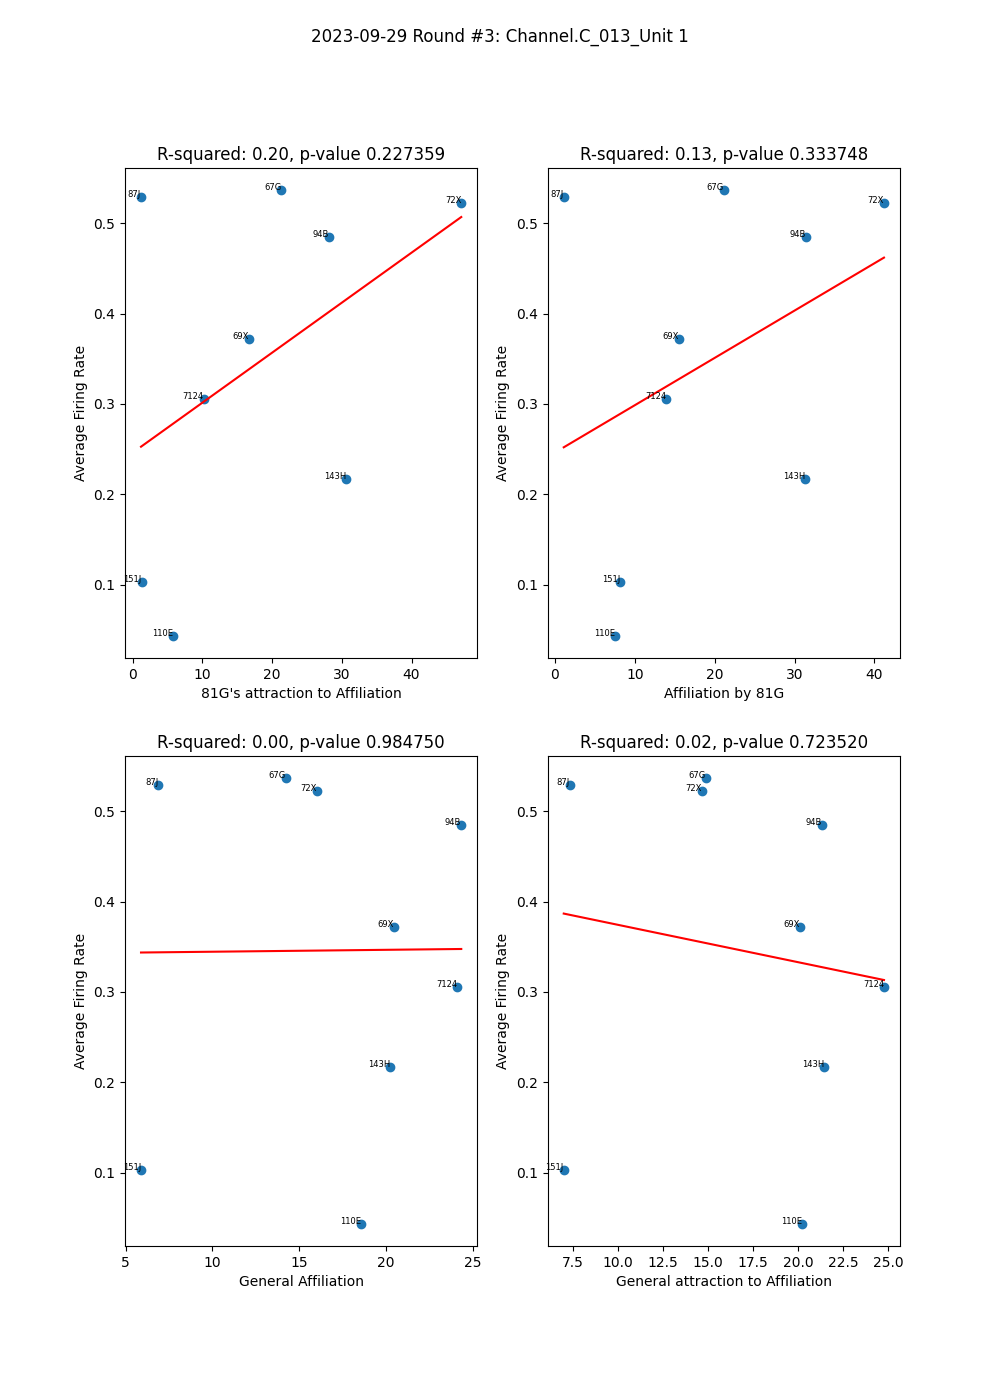 2023-09-29 Round #3: Channel.C_013_Unit 1
R-squared: 0.20, p-value 0.227359
87J
67G
72X
94B
69X
7124
143H
151J
110E
0.5
0.4
0.3
0.2
0.1
Average Firing Rate
0 10 20 30 40
81G's attraction to Affiliation
R-squared: 0.13, p-value 0.333748
87J
67G
72X
94B
69X
7124
143H
151J
110E
0.5
0.4
0.3
0.2
0.1
Average Firing Rate
0 10 20 30 40
Affiliation by 81G
R-squared: 0.00, p-value 0.984750
87J
67G
72X
94B
69X
7124
143H
151J
110E
0.5
0.4
0.3
0.2
0.1
Average Firing Rate
5 10 15 20 25
General Affiliation
R-squared: 0.02, p-value 0.723520
87J
67G
72X
94B
69X
7124
143H
151J
110E
0.5
0.4
0.3
0.2
0.1
Average Firing Rate
7.5 10.0 12.5 15.0 17.5 20.0 22.5 25.0
General attraction to Affiliation